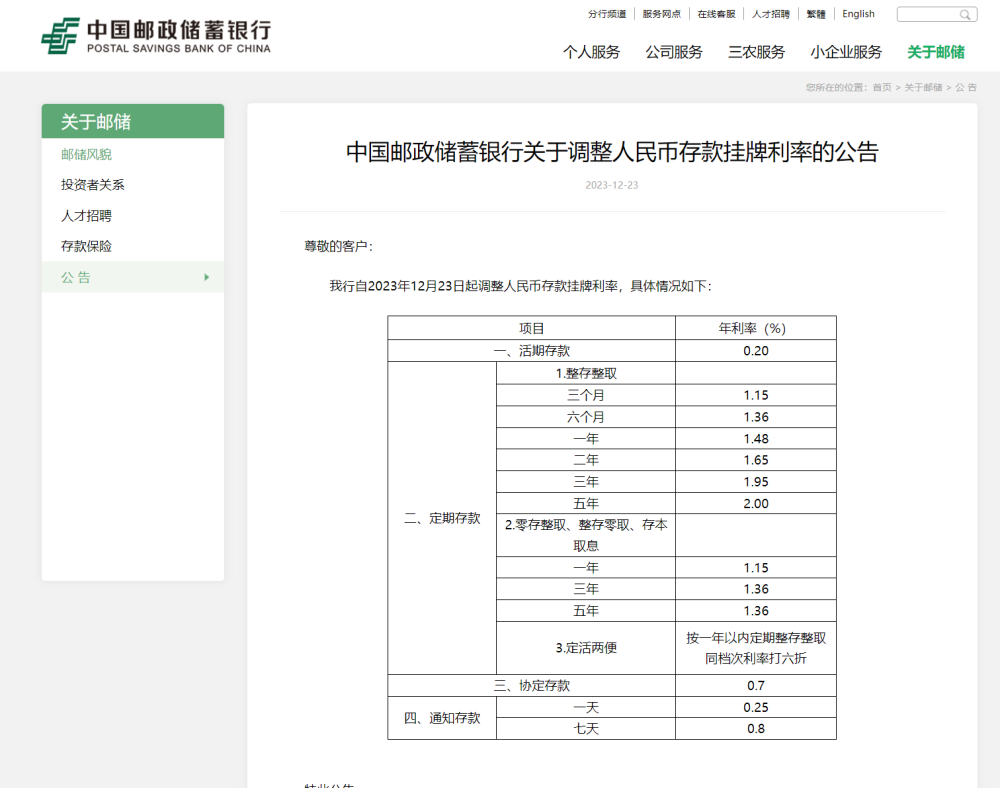 中国邮政储蓄银行
POSTAL SAVINGS BANK OF CHINA
分行频道 服务网点 在线客服 人才招聘 繁體 English
个人服务 公司服务 三农服务 小企业服务 关于邮储
您所在的位置：首页 > 关于邮储 > 公 告
关于邮储
邮储风貌
投资者关系
人才招聘
存款保险
公 告
中国邮政储蓄银行关于调整人民币存款挂牌利率的公告
2023-12-23
尊敬的客户：
我行自2023年12月23日起调整人民币存款挂牌利率，具体情况如下：
项目 年利率（%）
一、活期存款 0.20
二、定期存款
1.整存整取
三个月 1.15
六个月 1.36
一年 1.48
二年 1.65
三年 1.95
五年 2.00
2.零存整取、整存零取、存本
取息
一年 1.15
三年 1.36
五年 1.36
3.定活两便
按一年以内定期整存整取
同档次利率打六折
三、协定存款 0.7
四、通知存款
一天 0.25
七天 0.8